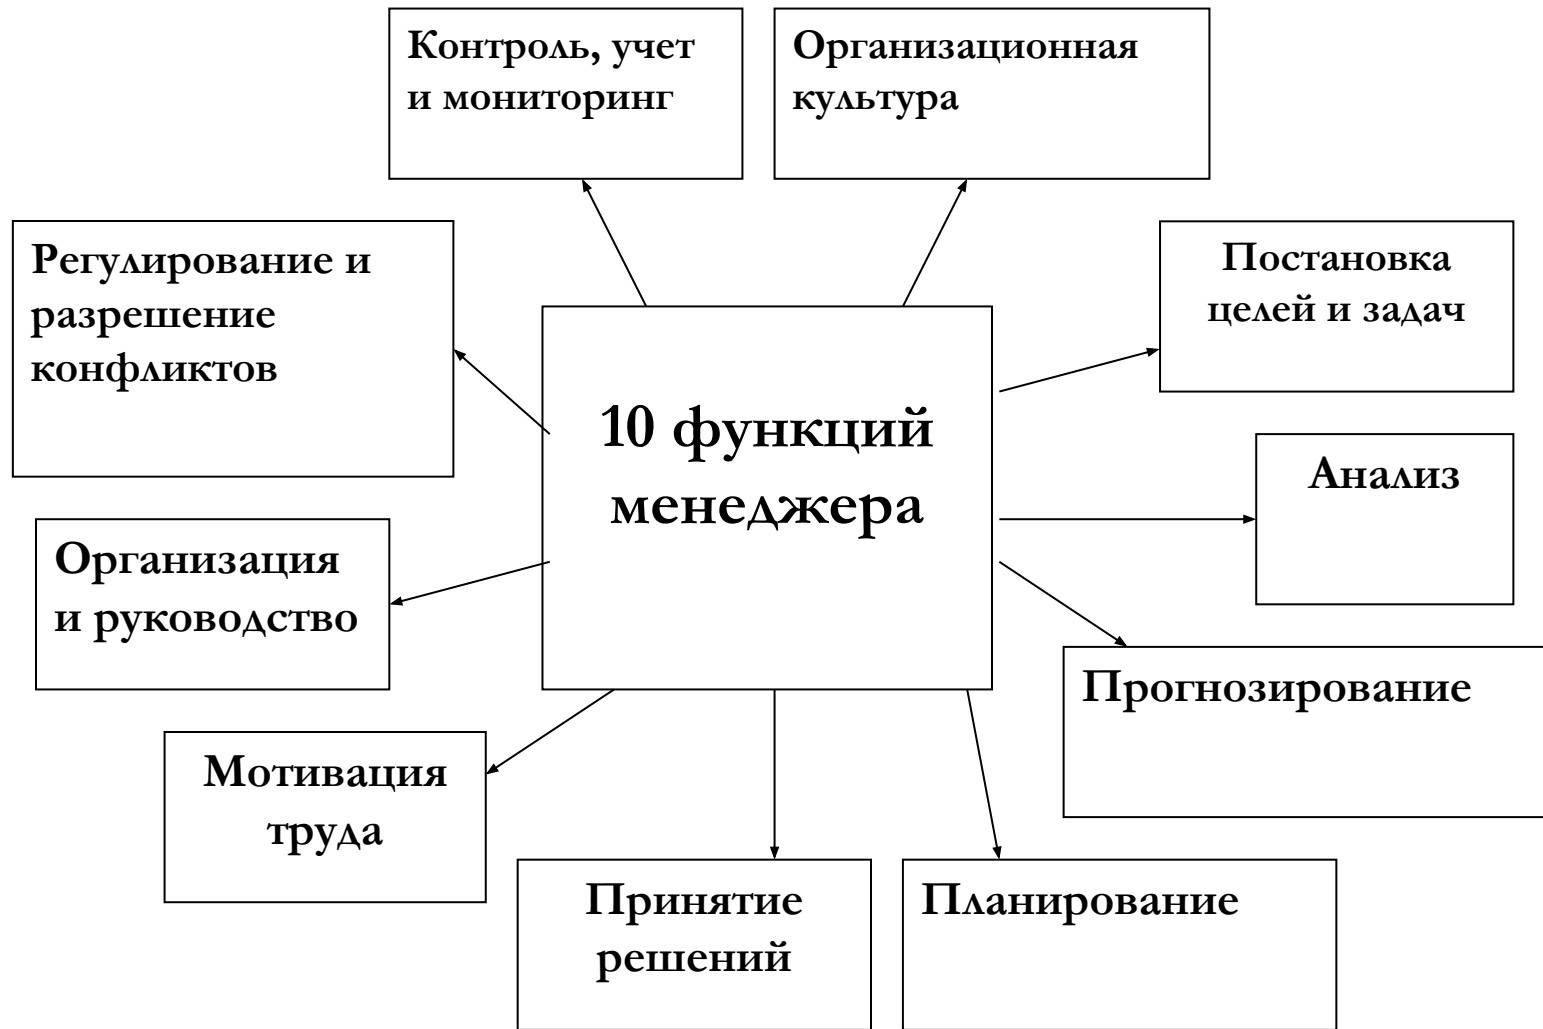 Контроль, учет
и мониторинг
Организационная
культура
Регулирование и
разрешение
конфликтов
Постановка
целей и задач
10 функций
менеджера
Анализ
Организация
и руководство
Прогнозирование
Мотивация
труда
Принятие
решений
Планирование